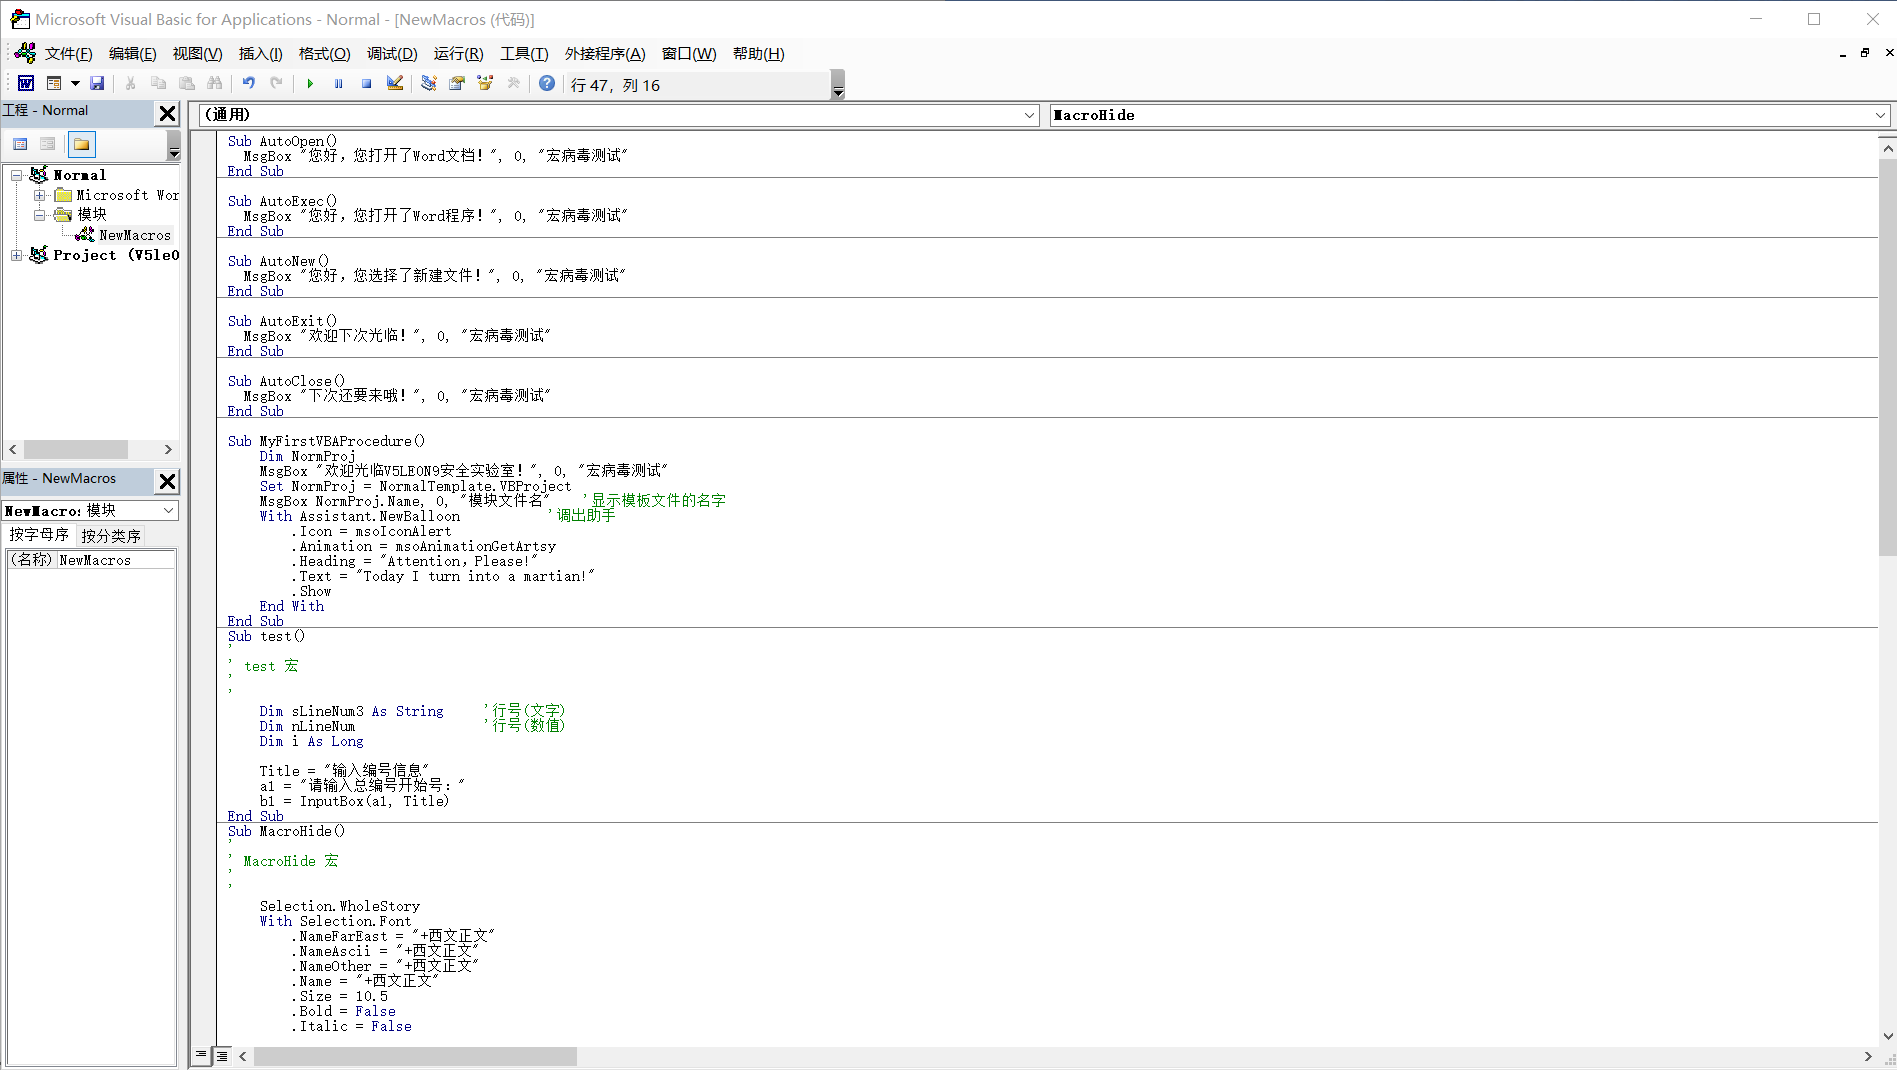 Microsoft Visual Basic for Applications - Normal - [NewMacros (代码)]
文件(F) 编辑(E) 视图(V) 插入(I) 格式(O) 调试(D) 运行(R) 工具(T) 外接程序(A) 窗口(W) 帮助(H)
行 47，列 16
工程 - Normal
Normal
Microsoft Wor
模块
NewMacros
Project (V5le0
属性 - NewMacros
NewMacro: 模块
按字母序 按分类序
(名称) NewMacros
(通用) MacroHide
Sub AutoOpen()
MsgBox "您好，您打开了Word文档！", 0, "宏病毒测试"
End Sub
Sub AutoExec()
MsgBox "您好，您打开了Word程序！", 0, "宏病毒测试"
End Sub
Sub AutoNew()
MsgBox "您好，您选择了新建文件！", 0, "宏病毒测试"
End Sub
Sub AutoExit()
MsgBox "欢迎下次光临！", 0, "宏病毒测试"
End Sub
Sub AutoClose()
MsgBox "下次还要来哦！", 0, "宏病毒测试"
End Sub
Sub MyFirstVBAProcedure()
Dim NormProj
MsgBox "欢迎光临V5LEON9安全实验室！", 0, "宏病毒测试"
Set NormProj = NormalTemplate.VBProject
MsgBox NormProj.Name, 0, "模块文件名" '显示模板文件的名字
With Assistant.NewBalloon '调出助手
.Icon = msoIconAlert
.Animation = msoAnimationGetArtsy
.Heading = "Attention，Please!"
.Text = "Today I turn into a martian!"
.Show
End With
End Sub
Sub test()
'
' test 宏
'
'
Dim sLineNum3 As String '行号(文字)
Dim nLineNum '行号(数值)
Dim i As Long
Title = "输入编号信息"
a1 = "请输入总编号开始号："
b1 = InputBox(a1, Title)
End Sub
Sub MacroHide()
'
' MacroHide 宏
'
'
Selection.WholeStory
With Selection.Font
.NameFarEast = "+西文正文"
.NameAscii = "+西文正文"
.NameOther = "+西文正文"
.Name = "+西文正文"
.Size = 10.5
.Bold = False
.Italic = False